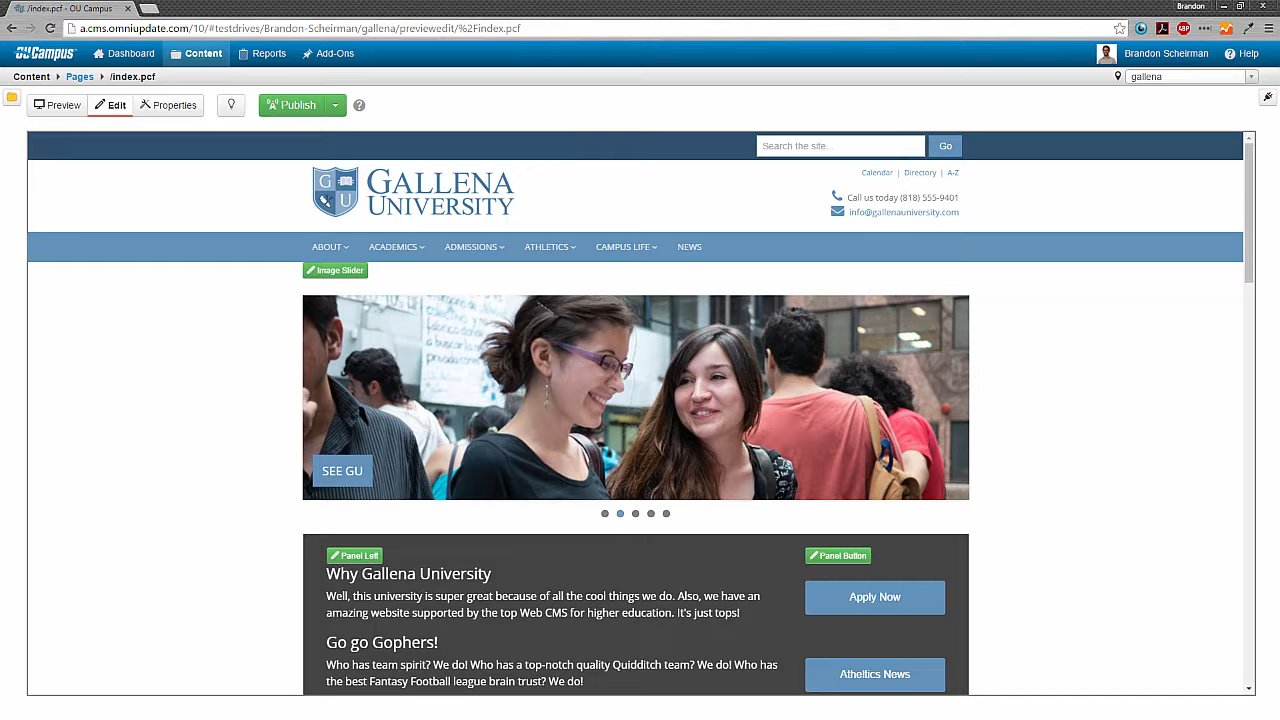 /index.pcf - OU Campus
Brandon
a.cms.omniupdate.com/10/#testdrives/Brandon-Scheirman/gallena/previewedit/%2Findex.pcf
OU Campus Dashboard Content Reports Add-Ons Brandon Scheirman Help
Content Pages /index.pcf gallena
Preview Edit Properties Publish
Search the site... Go
GALLENA
UNIVERSITY
G
U
Calendar | Directory | A-Z
Call us today (818) 555-9401
info@gallenauniversity.com
ABOUT ACADEMICS ADMISSIONS ATHLETICS CAMPUS LIFE NEWS
Image Slider
SEE GU
Panel Left
Why Gallena University
Well, this university is super great because of all the cool things we do. Also, we have an
amazing website supported by the top Web CMS for higher education. It's just tops!
Go go Gophers!
Who has team spirit? We do! Who has a top-notch quality Quidditch team? We do! Who has
the best Fantasy Football league brain trust? We do!
Panel Button
Apply Now
Atheltics News